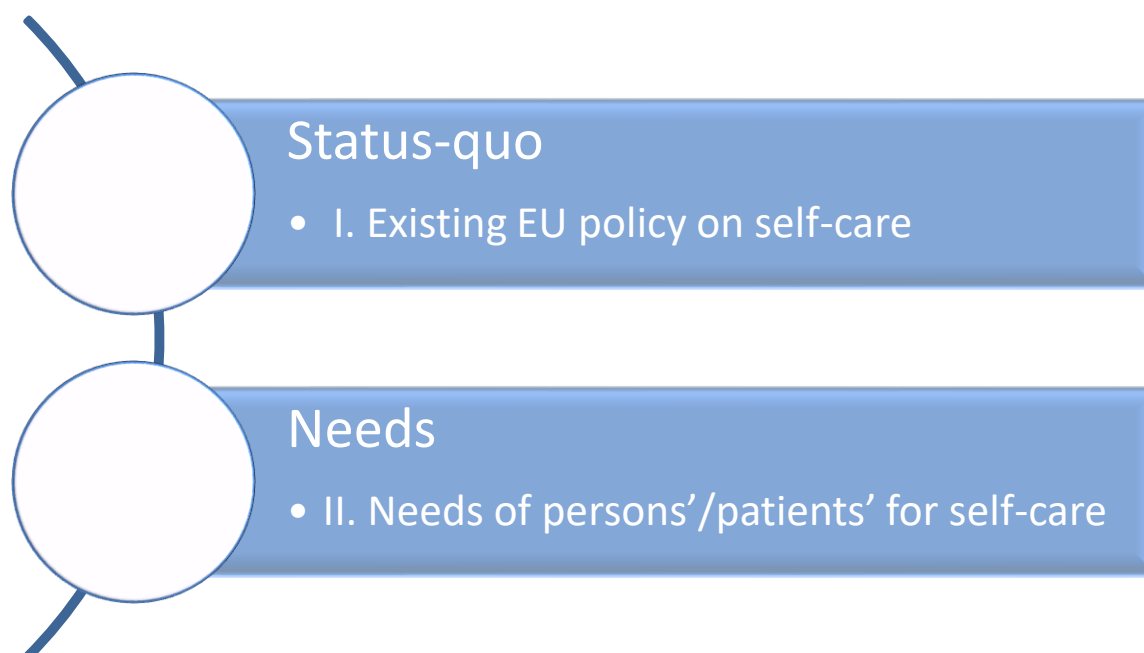 Status-quo
• I. Existing EU policy on self-care
Needs
• II. Needs of persons’/patients’ for self-care